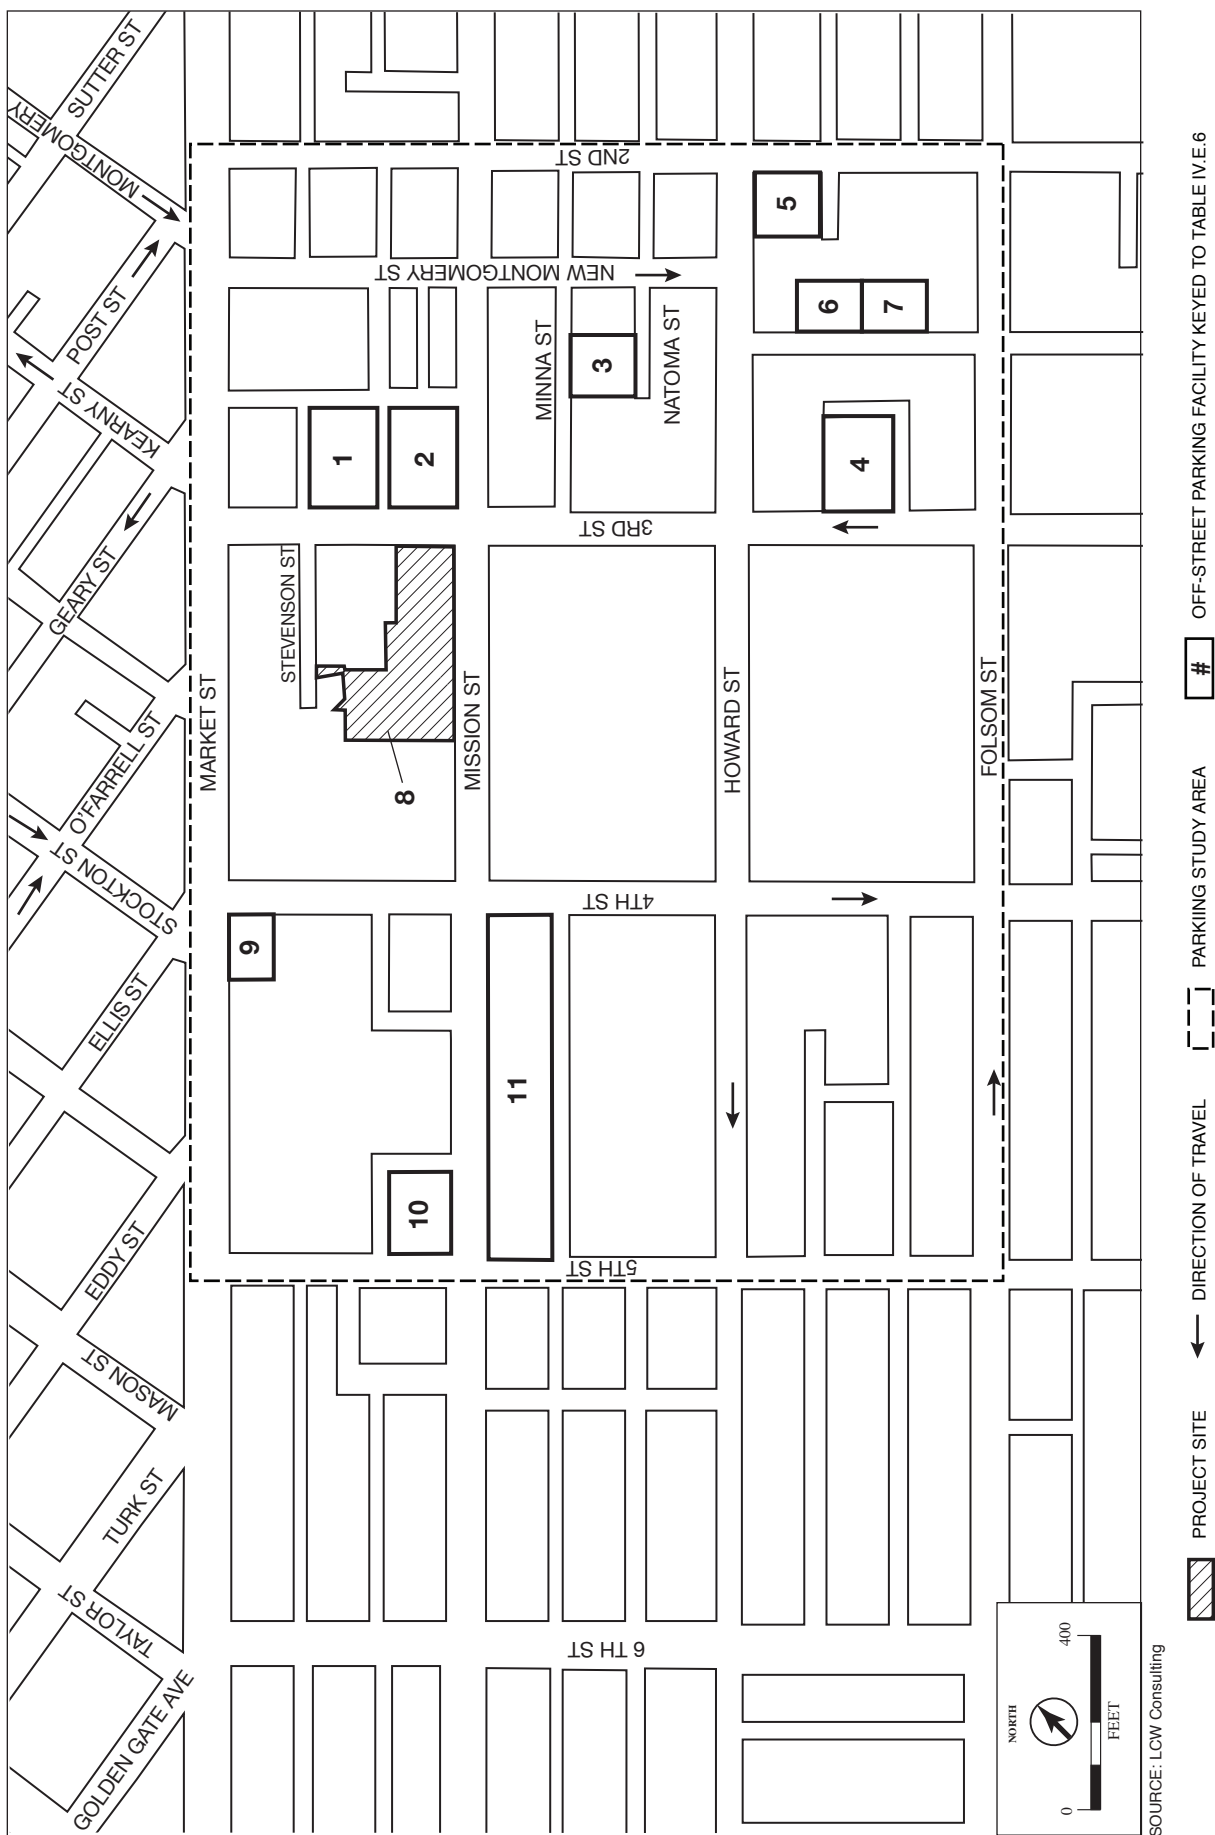 SUTTER ST
MONTGOMERY
POST ST
KEARNY ST
GEARY ST
O'FARRELL ST
STOCKTON ST
ELLIS ST
EDDY ST
MASON ST
TURK ST
TAYLOR ST
GOLDEN GATE AVE
MARKET ST
STEVENSON ST
MISSION ST
MINNA ST
NATOMA ST
HOWARD ST
FOLSOM ST
2ND ST
NEW MONTGOMERY ST
3RD ST
4TH ST
5TH ST
6 TH ST
1
2
3
4
5
6
7
8
9
10
11
NORTH
0
400
FEET
SOURCE: LCW Consulting
PROJECT SITE
DIRECTION OF TRAVEL
PARKIING STUDY AREA
# OFF-STREET PARKING FACILITY KEYED TO TABLE IV.E.6